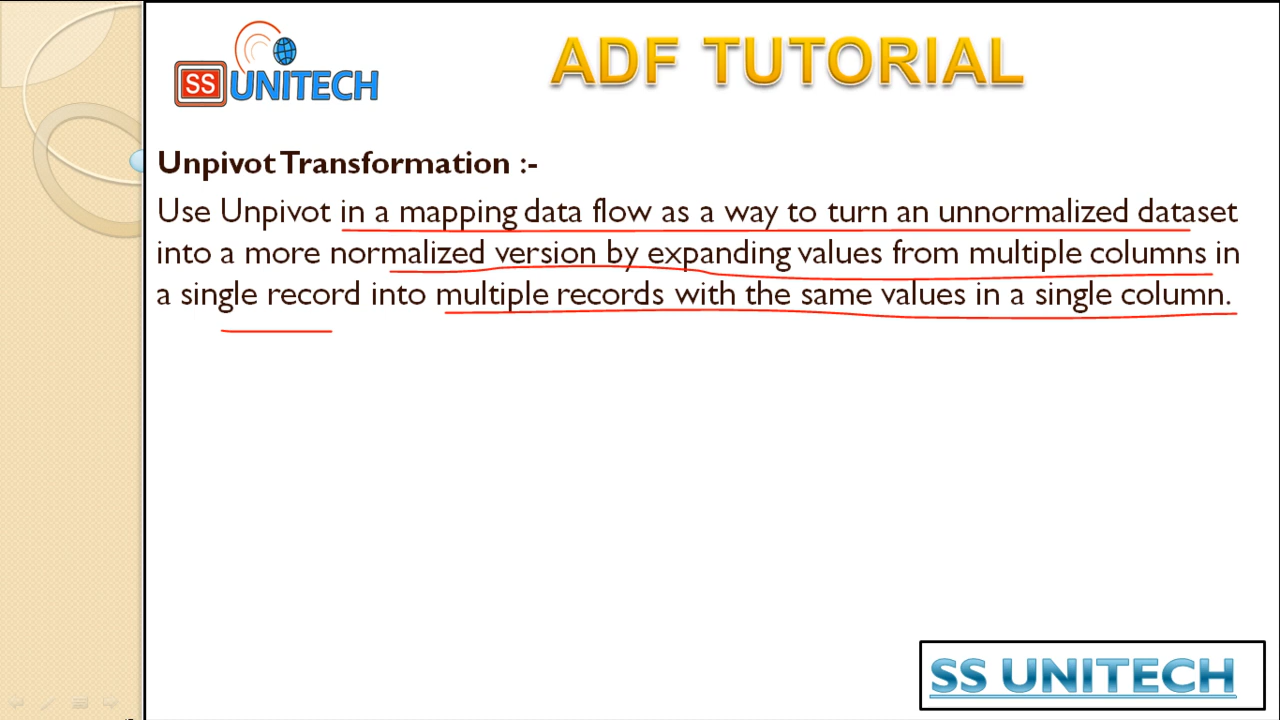 SS UNITECH
ADF TUTORIAL
Unpivot Transformation :-
Use Unpivot in a mapping data flow as a way to turn an unnormalized dataset
into a more normalized version by expanding values from multiple columns in
a single record into multiple records with the same values in a single column.
SS UNITECH